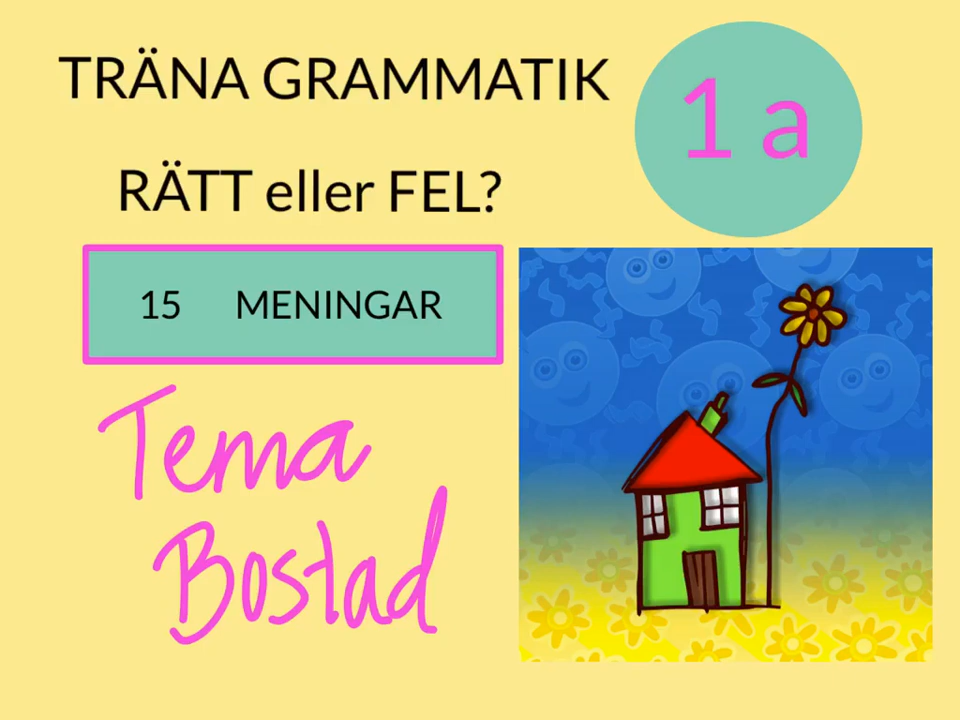 TRÄNA GRAMMATIK
1 a
RÄTT eller FEL?
15 MENINGAR
Tema
Bostad